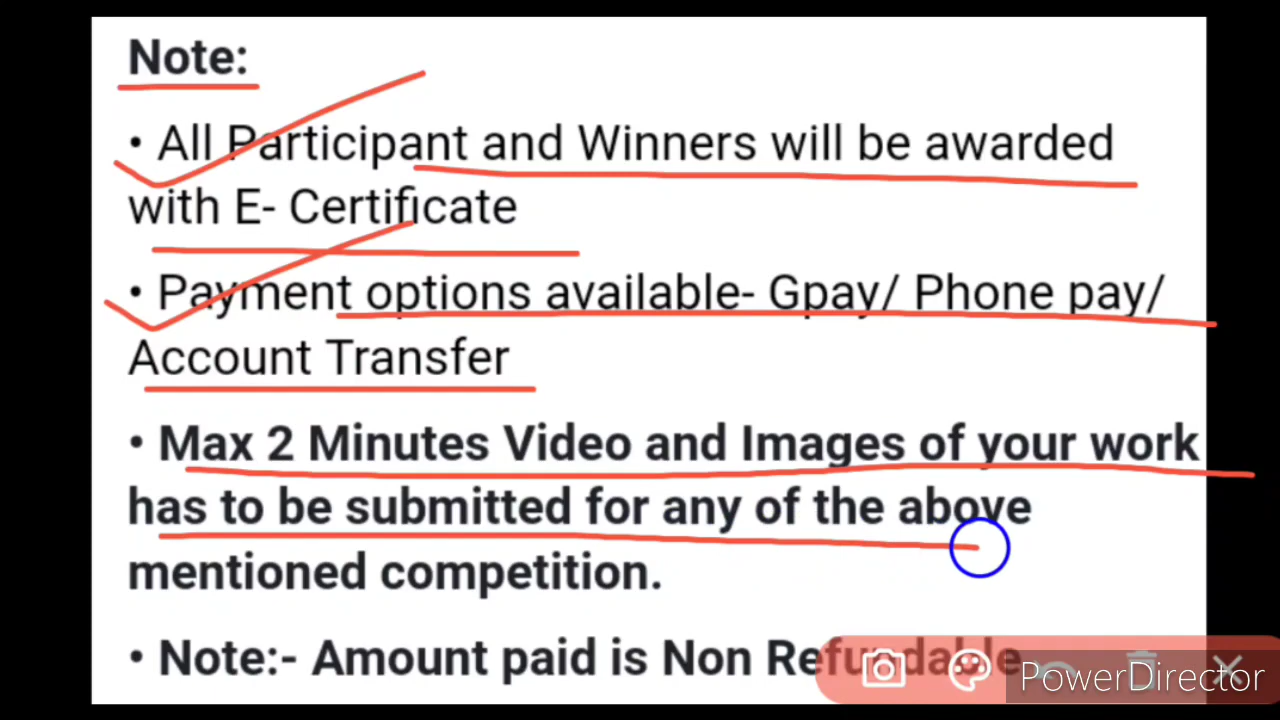 Note:
• All Participant and Winners will be awarded
with E- Certificate
• Payment options available- Gpay/ Phone pay/
Account Transfer
• Max 2 Minutes Video and Images of your work
has to be submitted for any of the above
mentioned competition.
• Note:- Amount paid is Non Refundable
PowerDirector